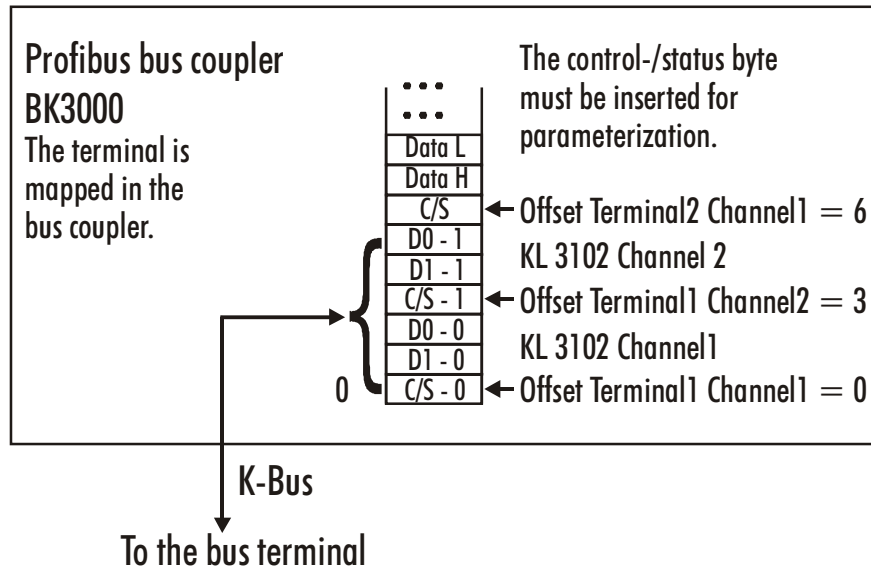 Profibus bus coupler
BK3000
The terminal is
mapped in the
bus coupler.
The control-/status byte
must be inserted for
parameterization.
Data L
Data H
C/S
Offset Terminal2 Channel1 = 6
D0 - 1
KL 3102 Channel 2
D1 - 1
C/S - 1
Offset Terminal1 Channel2 = 3
D0 - 0
KL 3102 Channel1
D1 - 0
0
C/S - 0
Offset Terminal1 Channel1 = 0
K-Bus
To the bus terminal